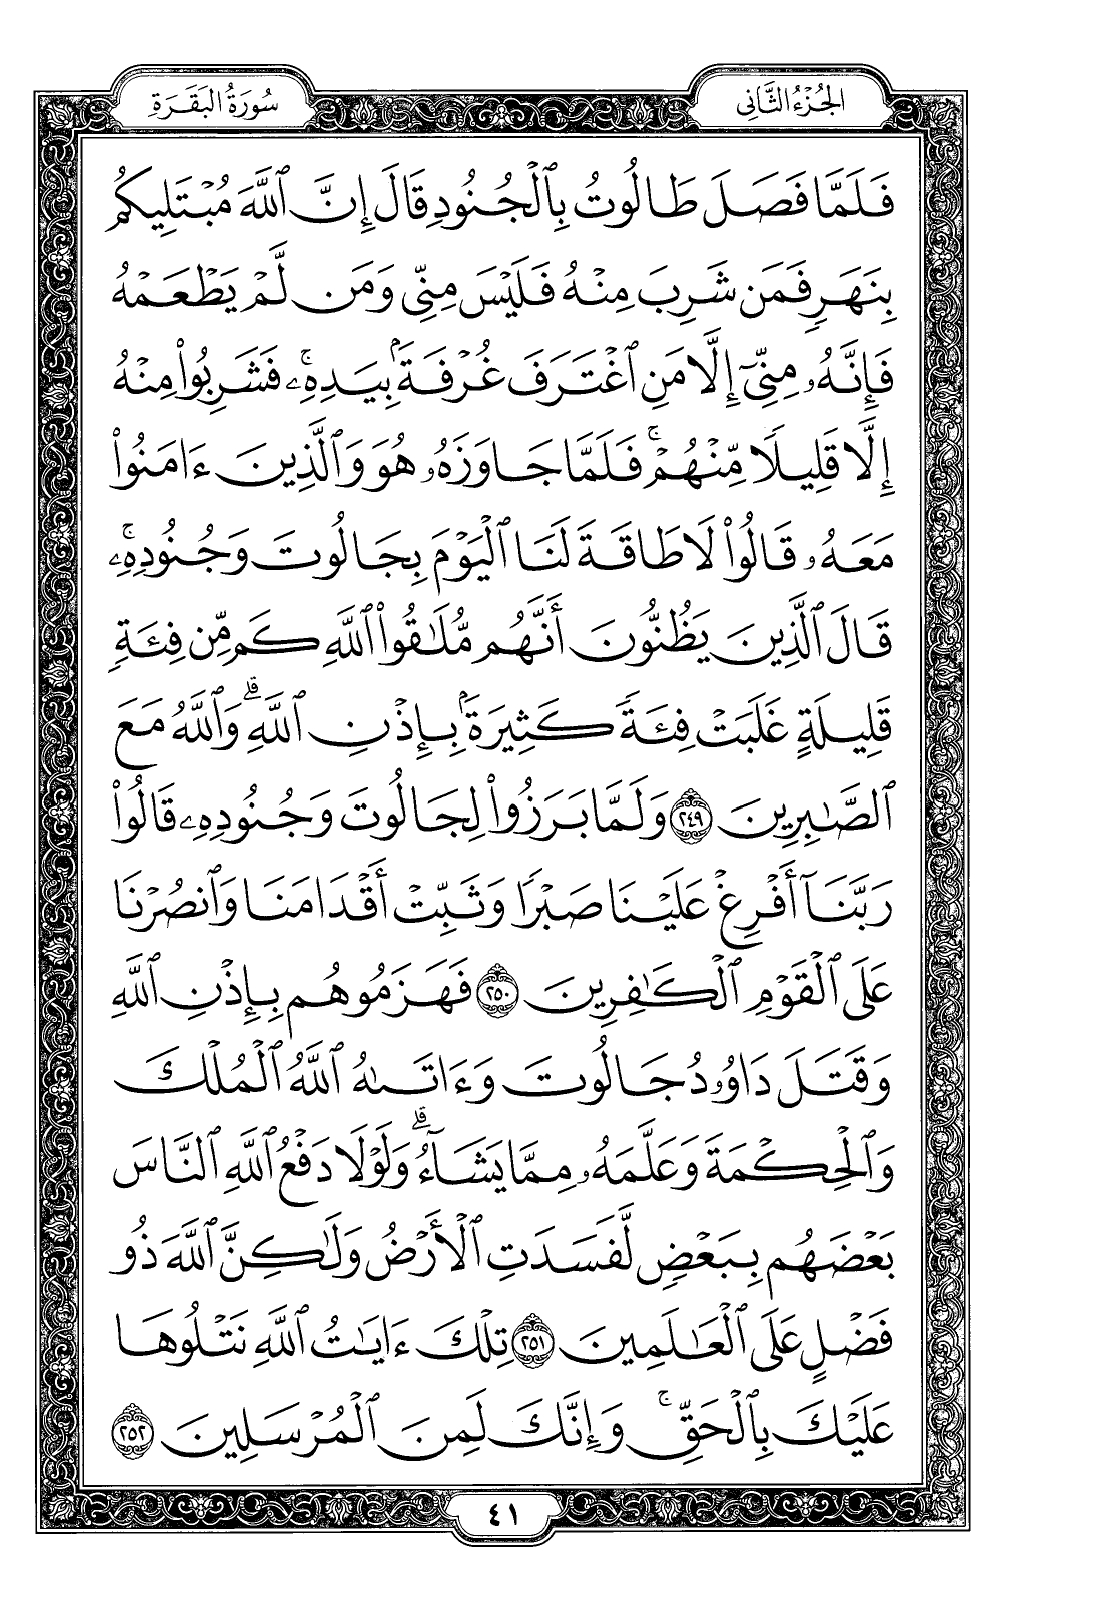 الجُزْءُ الثَّانِي
سُورَةُ البَقَرَةِ
فَلَمَّا فَصَلَ طَالُوتُ بِٱلۡجُنُودِ قَالَ إِنَّ ٱللَّهَ مُبۡتَلِيكُم
بِنَهَرٖ فَمَن شَرِبَ مِنۡهُ فَلَيۡسَ مِنِّي وَمَن لَّمۡ يَطۡعَمۡهُ
فَإِنَّهُۥ مِنِّيٓ إِلَّا مَنِ ٱغۡتَرَفَ غُرۡفَةَۢ بِيَدِهِۦۚ فَشَرِبُواْ مِنۡهُ
إِلَّا قَلِيلٗا مِّنۡهُمۡۚ فَلَمَّا جَاوَزَهُۥ هُوَ وَٱلَّذِينَ ءَامَنُواْ
مَعَهُۥ قَالُواْ لَا طَاقَةَ لَنَا ٱلۡيَوۡمَ بِجَالُوتَ وَجُنُودِهِۦۚ
قَالَ ٱلَّذِينَ يَظُنُّونَ أَنَّهُم مُّلَٰقُواْ ٱللَّهِ كَم مِّن فِئَةٖ
قَلِيلَةٍ غَلَبَتۡ فِئَةٗ كَثِيرَةَۢ بِإِذۡنِ ٱللَّهِۗ وَٱللَّهُ مَعَ
ٱلصَّٰبِرِينَ ٢٤٩ وَلَمَّا بَرَزُواْ لِجَالُوتَ وَجُنُودِهِۦ قَالُواْ
رَبَّنَآ أَفۡرِغۡ عَلَيۡنَا صَبۡرٗا وَثَبِّتۡ أَقۡدَامَنَا وَٱنصُرۡنَا
عَلَى ٱلۡقَوۡمِ ٱلۡكَٰفِرِينَ ٢٥٠ فَهَزَمُوهُم بِإِذۡنِ ٱللَّهِ
وَقَتَلَ دَاوُۥدُ جَالُوتَ وَءَاتَىٰهُ ٱللَّهُ ٱلۡمُلۡكَ
وَٱلۡحِكۡمَةَ وَعَلَّمَهُۥ مِمَّا يَشَآءُۗ وَلَوۡلَا دَفۡعُ ٱللَّهِ ٱلنَّاسَ
بَعۡضَهُم بِبَعۡضٖ لَّفَسَدَتِ ٱلۡأَرۡضُ وَلَٰكِنَّ ٱللَّهَ ذُو
فَضۡلٍ عَلَى ٱلۡعَٰلَمِينَ ٢٥١ تِلۡكَ ءَايَٰتُ ٱللَّهِ نَتۡلُوهَا
عَلَيۡكَ بِٱلۡحَقِّۚ وَإِنَّكَ لَمِنَ ٱلۡمُرۡسَلِينَ ٢٥٢
٤١